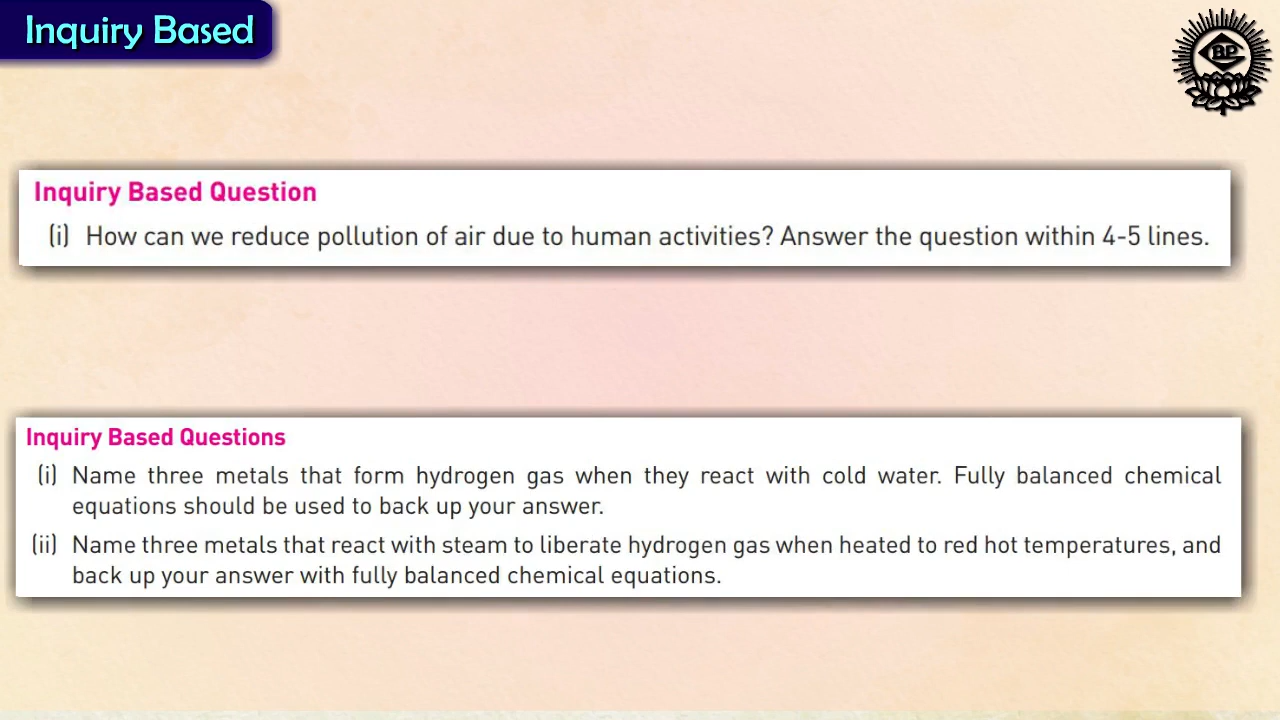 Inquiry Based
BP
Inquiry Based Question
(i) How can we reduce pollution of air due to human activities? Answer the question within 4-5 lines.
Inquiry Based Questions
(i) Name three metals that form hydrogen gas when they react with cold water. Fully balanced chemical
equations should be used to back up your answer.
(ii) Name three metals that react with steam to liberate hydrogen gas when heated to red hot temperatures, and
back up your answer with fully balanced chemical equations.